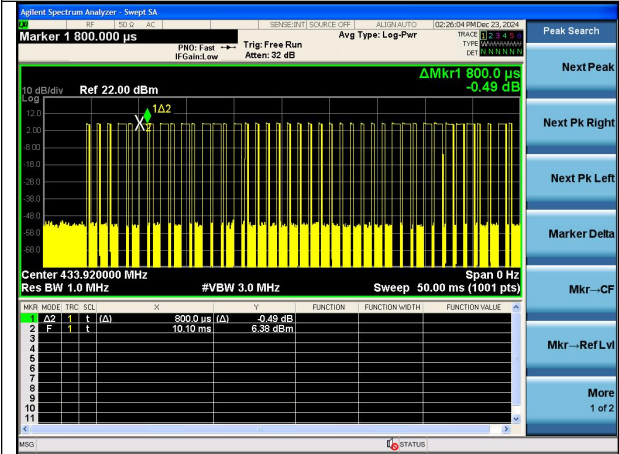 Agilent Spectrum Analyzer - Swept SA
LXI RF 50 Ω AC SENSE:INT SOURCE OFF ALIGN AUTO 02:26:04 PM Dec 23, 2024
Marker 1 800.000 µs Avg Type: Log-Pwr TRACE 1 2 3 4 5 6
PNO: Fast Trig: Free Run TYPE WWWWWW
IFGain:Low Atten: 32 dB DET N N N N N N
Peak Search
Next Peak
Next Pk Right
Next Pk Left
Marker Delta
Mkr→CF
Mkr→RefLvl
More
1 of 2
ΔMkr1 800.0 µs
-0.49 dB
10 dB/div Ref 22.00 dBm
Log
12.0
2.00
-8.00
-18.0
-28.0
-38.0
-48.0
-58.0
-68.0
1Δ2
X2
Center 433.920000 MHz Span 0 Hz
Res BW 1.0 MHz #VBW 3.0 MHz Sweep 50.00 ms (1001 pts)
MKR MODE TRC SCL X Y FUNCTION FUNCTION WIDTH FUNCTION VALUE
1 Δ2 1 t (Δ) 800.0 µs (Δ) -0.49 dB
2 F 1 t 10.10 ms 6.38 dBm
3
4
5
6
7
8
9
10
11
MSG STATUS